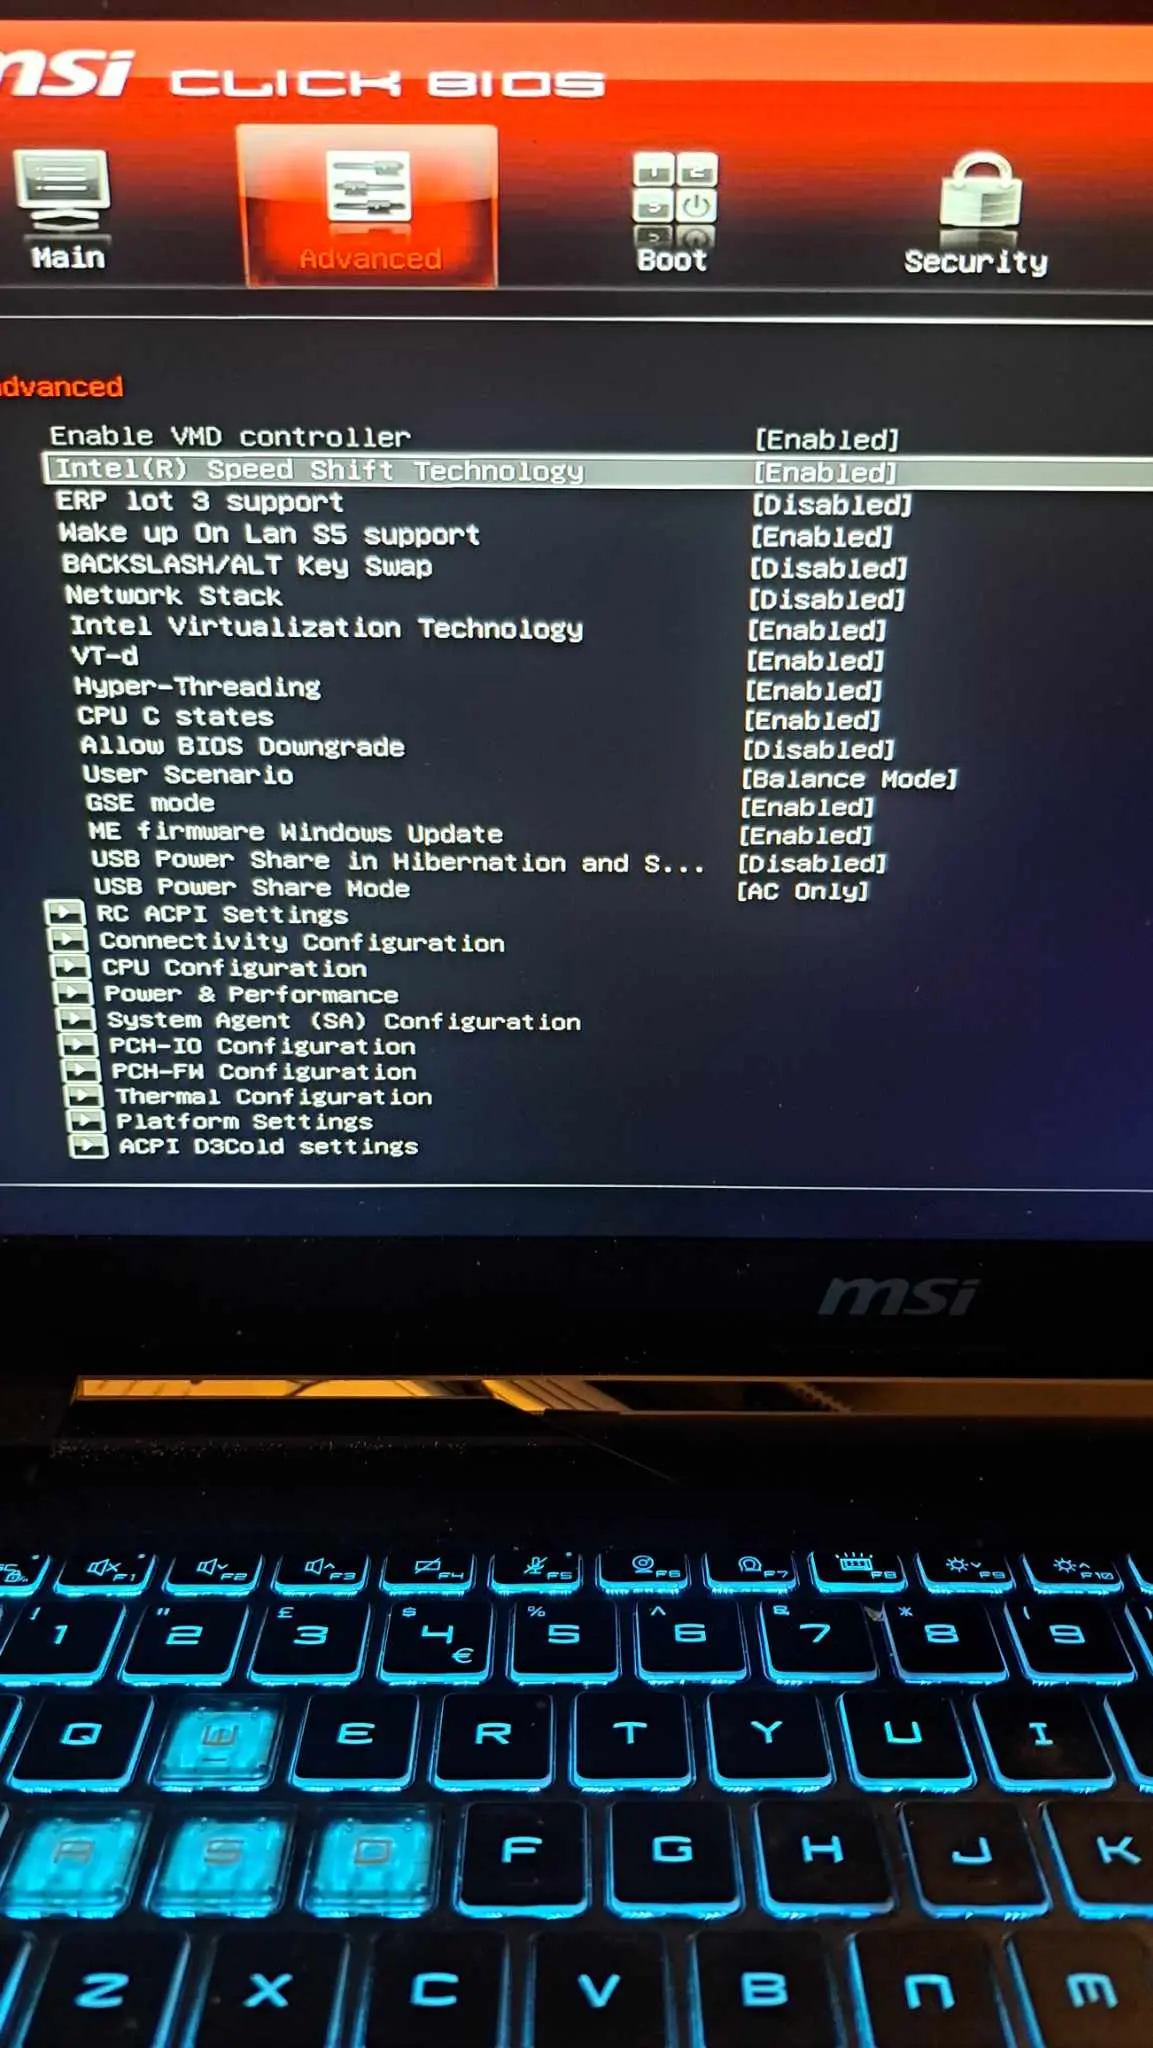 msi CLICK BIOS
Main
Advanced
Boot
Security
Advanced
Enable VMD controller [Enabled]
Intel(R) Speed Shift Technology [Enabled]
ERP lot 3 support [Disabled]
Wake up On Lan S5 support [Enabled]
BACKSLASH/ALT Key Swap [Disabled]
Network Stack [Disabled]
Intel Virtualization Technology [Enabled]
VT-d [Enabled]
Hyper-Threading [Enabled]
CPU C states [Enabled]
Allow BIOS Downgrade [Disabled]
User Scenario [Balance Mode]
GSE mode [Enabled]
ME firmware Windows Update [Enabled]
USB Power Share in Hibernation and S... [Disabled]
USB Power Share Mode [AC Only]
RC ACPI Settings
Connectivity Configuration
CPU Configuration
Power & Performance
System Agent (SA) Configuration
PCH-IO Configuration
PCH-FW Configuration
Thermal Configuration
Platform Settings
ACPI D3Cold settings
msi
F1 F2 F3 F4 F5 F6 F7 F8 F9 F10
! " £ $ % ^ & * ( )
1 2 3 4 € 5 6 7 8 9
Q W E R T Y U I
A S D F G H J K
Z X C V B N M